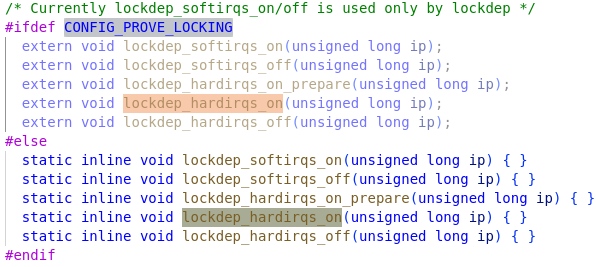 /* Currently lockdep_softirqs_on/off is used only by lockdep */
#ifdef CONFIG_PROVE_LOCKING
  extern void lockdep_softirqs_on(unsigned long ip);
  extern void lockdep_softirqs_off(unsigned long ip);
  extern void lockdep_hardirqs_on_prepare(unsigned long ip);
  extern void lockdep_hardirqs_on(unsigned long ip);
  extern void lockdep_hardirqs_off(unsigned long ip);
#else
  static inline void lockdep_softirqs_on(unsigned long ip) { }
  static inline void lockdep_softirqs_off(unsigned long ip) { }
  static inline void lockdep_hardirqs_on_prepare(unsigned long ip) { }
  static inline void lockdep_hardirqs_on(unsigned long ip) { }
  static inline void lockdep_hardirqs_off(unsigned long ip) { }
#endif